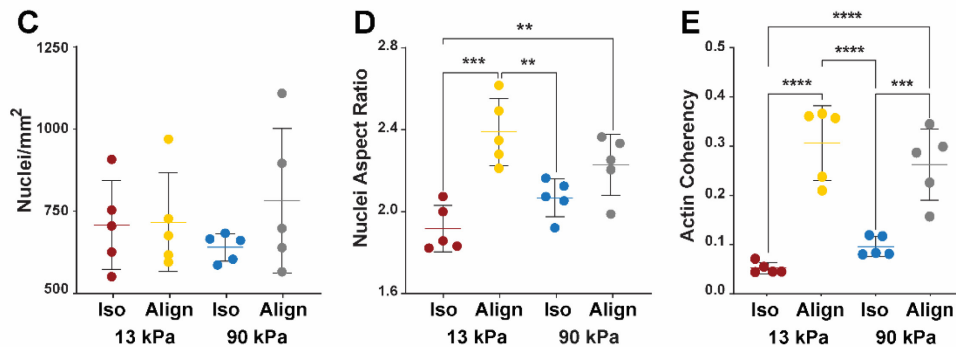 C
Nuclei/mm²
1250
1000
750
500
Iso Align Iso Align
13 kPa 90 kPa
D
Nuclei Aspect Ratio
2.8
2.4
2.0
1.6
**
*** **
Iso Align Iso Align
13 kPa 90 kPa
E
Actin Coherency
0.5
0.4
0.3
0.2
0.1
0.0
****
****
**** ***
Iso Align Iso Align
13 kPa 90 kPa